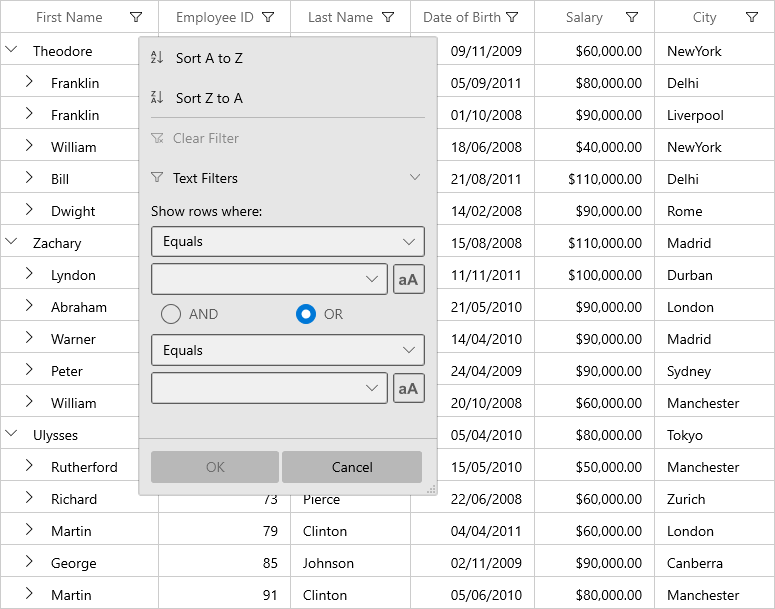 First Name Employee ID Last Name Date of Birth Salary City
Theodore 09/11/2009 $60,000.00 NewYork
Sort A to Z
Franklin 05/09/2011 $80,000.00 Delhi
Sort Z to A
Franklin 01/10/2008 $90,000.00 Liverpool
Clear Filter
William 18/06/2008 $40,000.00 NewYork
Bill Text Filters 21/08/2011 $110,000.00 Delhi
Dwight Show rows where: 14/02/2008 $90,000.00 Rome
Zachary Equals 15/08/2008 $110,000.00 Madrid
Lyndon aA 11/11/2011 $100,000.00 Durban
Abraham AND OR 21/05/2010 $90,000.00 London
Warner 14/04/2010 $90,000.00 Madrid
Equals
Peter 24/04/2009 $90,000.00 Sydney
aA
William 20/10/2008 $60,000.00 Manchester
Ulysses 05/04/2010 $80,000.00 Tokyo
Rutherford OK Cancel 15/05/2010 $50,000.00 Manchester
Richard 73 Pierce 22/06/2008 $60,000.00 Zurich
Martin 79 Clinton 04/04/2011 $60,000.00 London
George 85 Johnson 02/11/2009 $90,000.00 Canberra
Martin 91 Clinton 05/06/2010 $80,000.00 Manchester